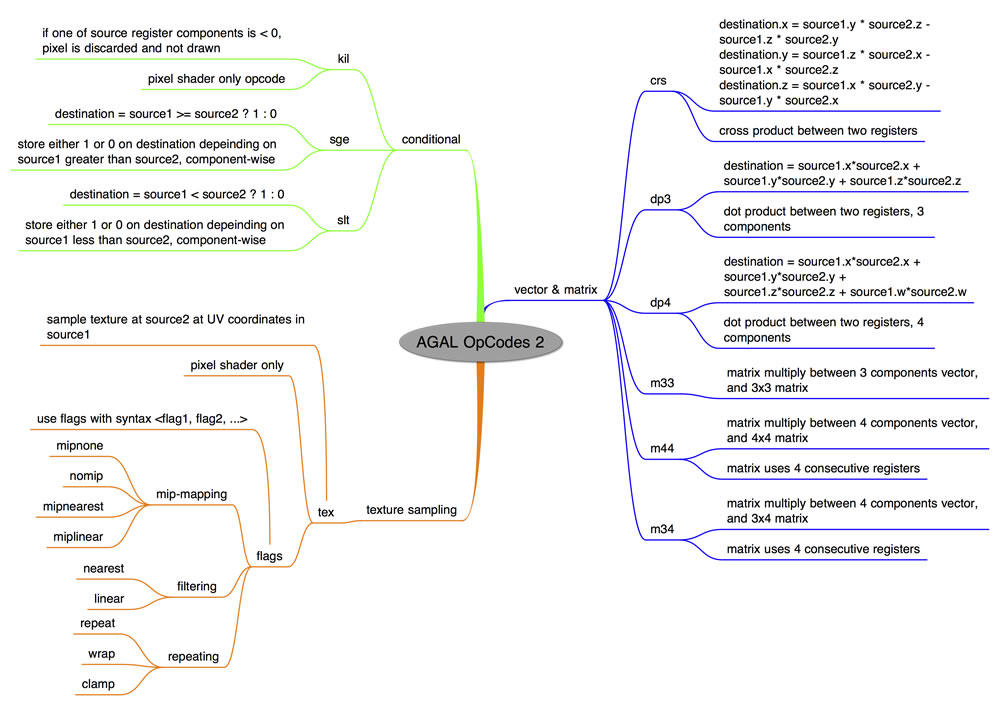 AGAL OpCodes 2
conditional
kil
if one of source register components is < 0,
pixel is discarded and not drawn
pixel shader only opcode
sge
destination = source1 >= source2 ? 1 : 0
store either 1 or 0 on destination depeinding on
source1 greater than source2, component-wise
slt
destination = source1 < source2 ? 1 : 0
store either 1 or 0 on destination depeinding on
source1 less than source2, component-wise
texture sampling
tex
sample texture at source2 at UV coordinates in
source1
pixel shader only
flags
use flags with syntax <flag1, flag2, ...>
mip-mapping
mipnone
nomip
mipnearest
miplinear
filtering
nearest
linear
repeating
repeat
wrap
clamp
vector & matrix
crs
destination.x = source1.y * source2.z -
source1.z * source2.y
destination.y = source1.z * source2.x -
source1.x * source2.z
destination.z = source1.x * source2.y -
source1.y * source2.x
cross product between two registers
dp3
destination = source1.x*source2.x +
source1.y*source2.y + source1.z*source2.z
dot product between two registers, 3
components
dp4
destination = source1.x*source2.x +
source1.y*source2.y +
source1.z*source2.z + source1.w*source2.w
dot product between two registers, 4
components
m33
matrix multiply between 3 components vector,
and 3x3 matrix
m44
matrix multiply between 4 components vector,
and 4x4 matrix
matrix uses 4 consecutive registers
m34
matrix multiply between 4 components vector,
and 3x4 matrix
matrix uses 4 consecutive registers